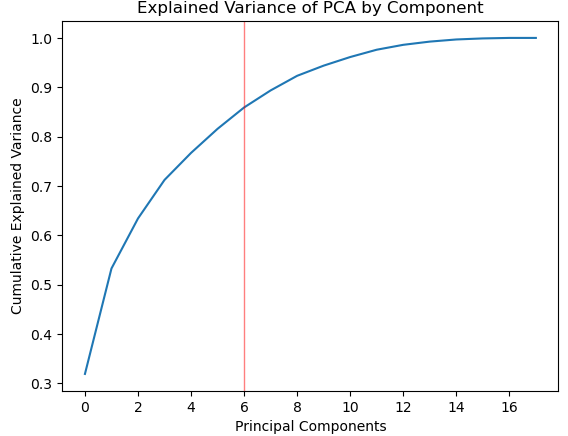 Explained Variance of PCA by Component
Cumulative Explained Variance
1.0
0.9
0.8
0.7
0.6
0.5
0.4
0.3
0 2 4 6 8 10 12 14 16
Principal Components